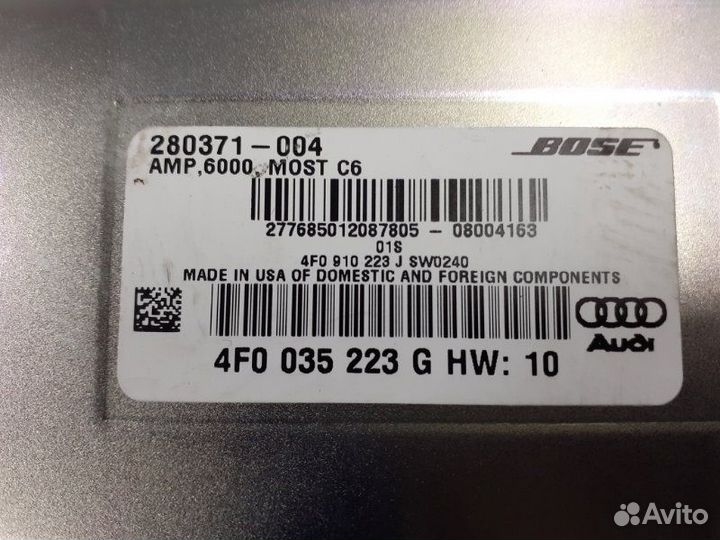 280371-004
BOSE
AMP,6000, MOST C6
277685012087805 - 08004163
01S
4F0 910 223 J SW0240
MADE IN USA OF DOMESTIC AND FOREIGN COMPONENTS
Audi
4F0 035 223 G HW: 10
Avito